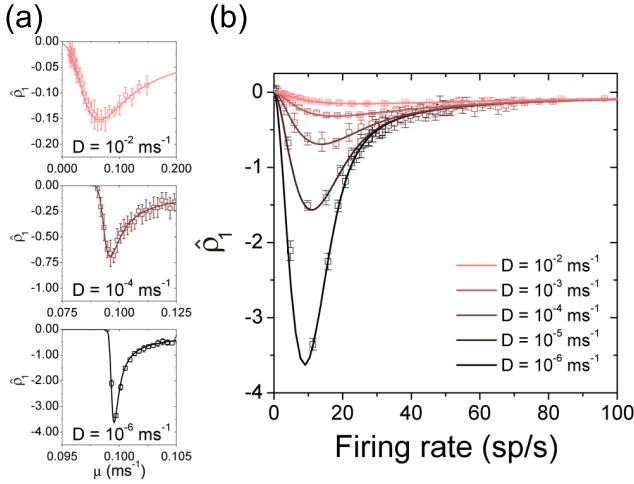 (a)
0.00
-0.05
-0.10
-0.15
-0.20
ρ̂₁
D = 10⁻² ms⁻¹
0.000 0.100 0.200
0.00
-0.25
-0.50
-0.75
-1.00
ρ̂₁
D = 10⁻⁴ ms⁻¹
0.075 0.100 0.125
0.00
-1.00
-2.00
-3.00
-4.00
ρ̂₁
D = 10⁻⁶ ms⁻¹
0.095 0.100 0.105
μ (ms⁻¹)
(b)
0
-1
-2
-3
-4
ρ̂₁
D = 10⁻² ms⁻¹
D = 10⁻³ ms⁻¹
D = 10⁻⁴ ms⁻¹
D = 10⁻⁵ ms⁻¹
D = 10⁻⁶ ms⁻¹
0 20 40 60 80 100
Firing rate (sp/s)